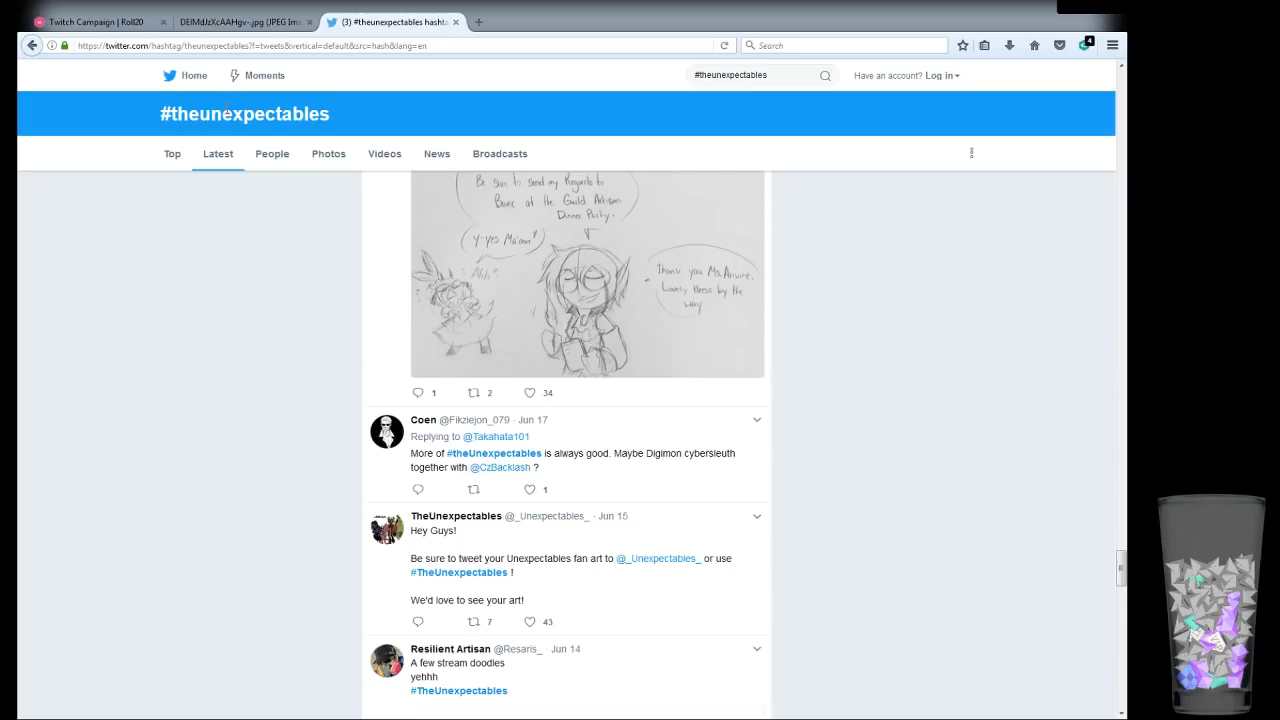 Twitch Campaign | Roll20
DEIMdJzXcAAHgv-.jpg (JPEG Ima
(3) #theunexpectables hashta
https://twitter.com/hashtag/theunexpectables?f=tweets&vertical=default&src=hash&lang=en
Search
4
Home
Moments
#theunexpectables
Have an account? Log in
#theunexpectables
Top
Latest
People
Photos
Videos
News
Broadcasts
Be sure to send my Regards to
at the Guild Artisan
Dinner Party.
Y-yes Ma'am!
Thank you Ms.
Lovely dress by the
way
1
2
34
Coen @Fikziejon_079 · Jun 17
Replying to @Takahata101
More of #theUnexpectables is always good. Maybe Digimon cybersleuth
together with @CzBacklash ?
1
TheUnexpectables @_Unexpectables_ · Jun 15
Hey Guys!
Be sure to tweet your Unexpectables fan art to @_Unexpectables_ or use
#TheUnexpectables !
We'd love to see your art!
7
43
Resilient Artisan @Resaris_ · Jun 14
A few stream doodles
yehhh
#TheUnexpectables